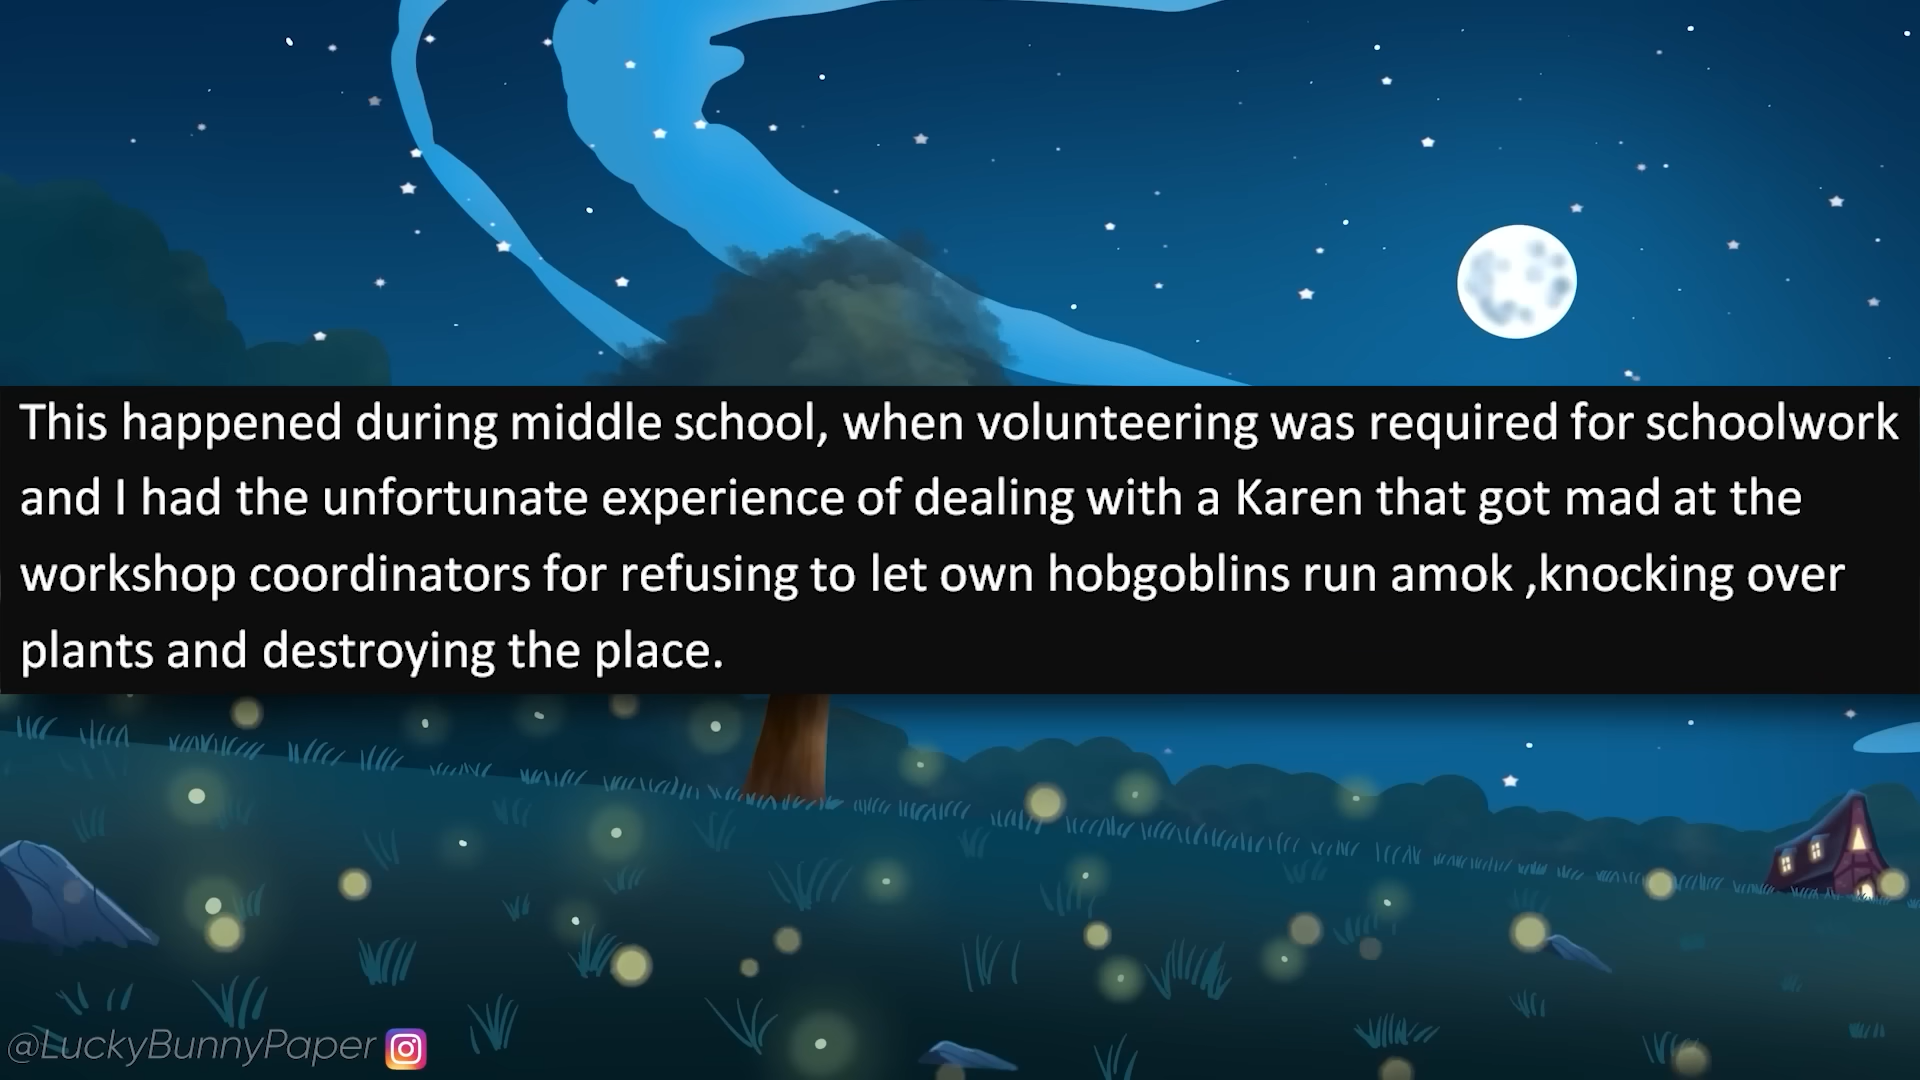 This happened during middle school, when volunteering was required for schoolwork
and I had the unfortunate experience of dealing with a Karen that got mad at the
workshop coordinators for refusing to let own hobgoblins run amok ,knocking over
plants and destroying the place.
@LuckyBunnyPaper